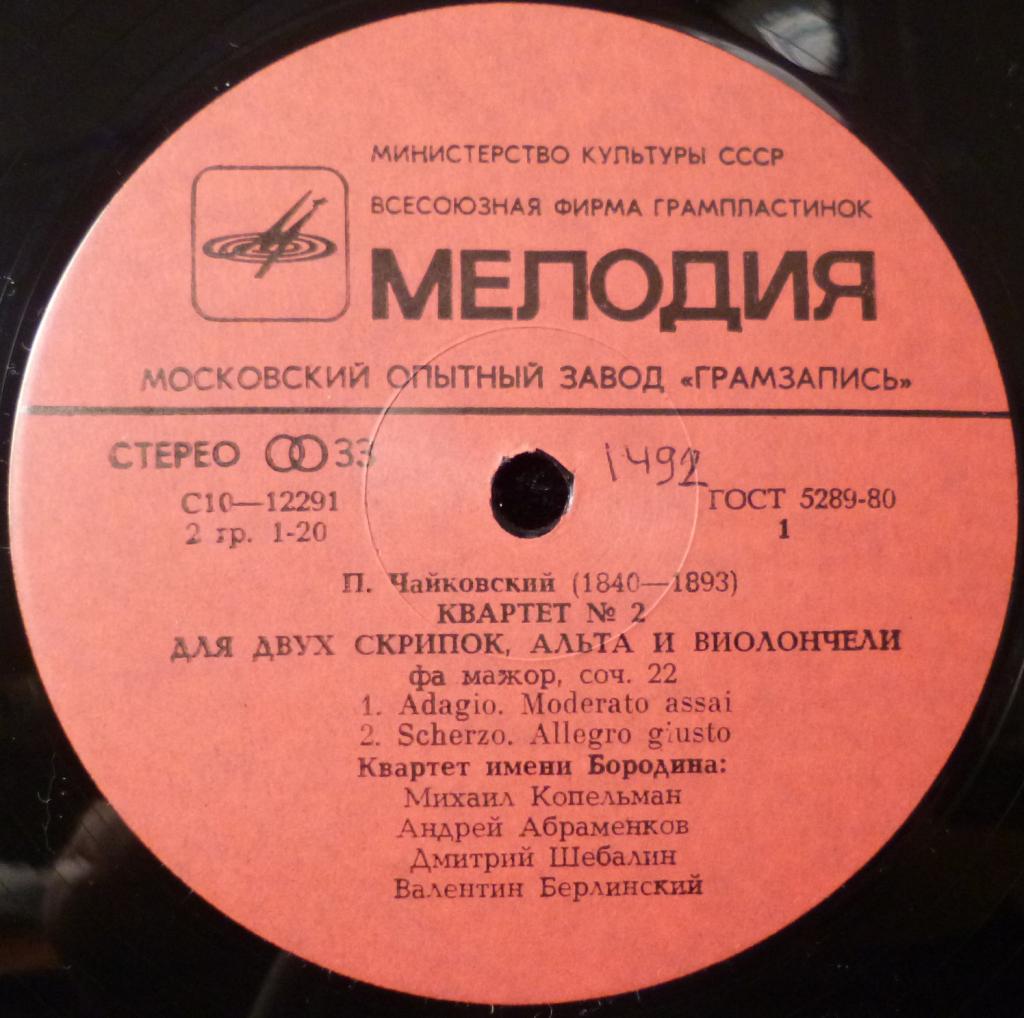 МИНИСТЕРСТВО КУЛЬТУРЫ СССР
ВСЕСОЮЗНАЯ ФИРМА ГРАМПЛАСТИНОК
МЕЛОДИЯ
МОСКОВСКИЙ ОПЫТНЫЙ ЗАВОД «ГРАМЗАПИСЬ»
СТЕРЕО 33
1492
С10—12291
ГОСТ 5289-80
2 гр. 1-20
1
П. Чайковский (1840—1893)
КВАРТЕТ № 2
ДЛЯ ДВУХ СКРИПОК, АЛЬТА И ВИОЛОНЧЕЛИ
фа мажор, соч. 22
1. Adagio. Moderato assai
2. Scherzo. Allegro giusto
Квартет имени Бородина:
Михаил Копельман
Андрей Абраменков
Дмитрий Шебалин
Валентин Берлинский